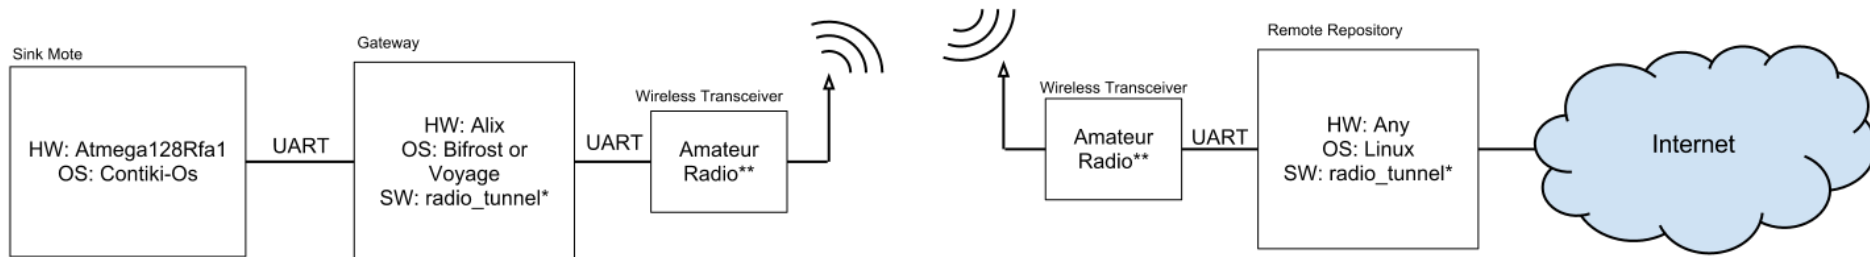 Sink Mote
HW: Atmega128Rfa1
OS: Contiki-Os
UART
Gateway
HW: Alix
OS: Bifrost or
Voyage
SW: radio_tunnel*
UART
Wireless Transceiver
Amateur
Radio**
Wireless Transceiver
Amateur
Radio**
UART
Remote Repository
HW: Any
OS: Linux
SW: radio_tunnel*
Internet